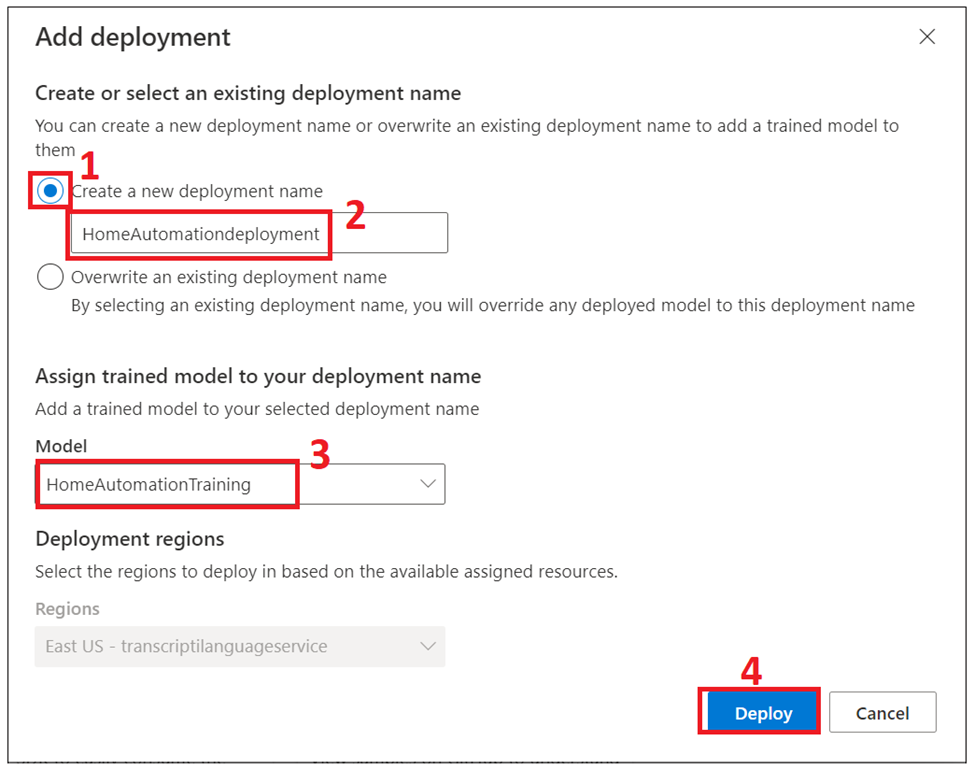 Add deployment
Create or select an existing deployment name
You can create a new deployment name or overwrite an existing deployment name to add a trained model to
them
1
Create a new deployment name
2
HomeAutomationdeployment
Overwrite an existing deployment name
By selecting an existing deployment name, you will override any deployed model to this deployment name
Assign trained model to your deployment name
Add a trained model to your selected deployment name
Model
3
HomeAutomationTraining
Deployment regions
Select the regions to deploy in based on the available assigned resources.
Regions
East US - transcriptilanguageservice
4
Deploy Cancel